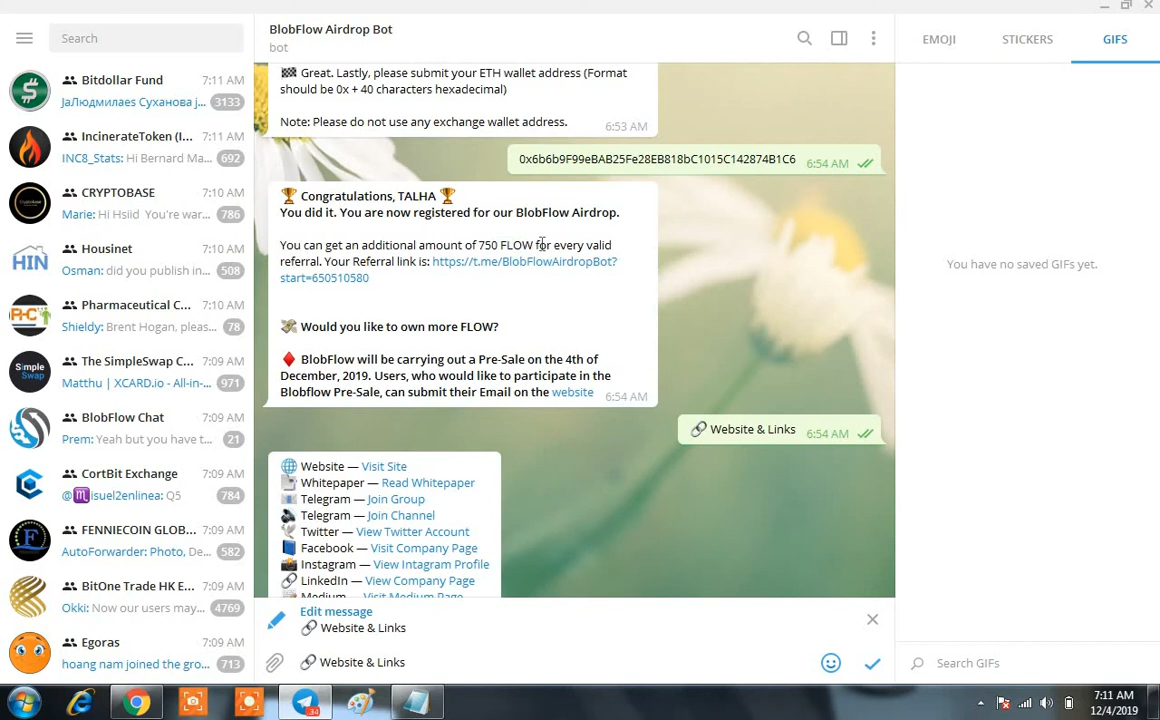 Search
Bitdollar Fund 7:11 AM
JaЛюдмилаes Суханова j... 3133
IncinerateToken (I... 7:11 AM
INC8_Stats: Hi Bernard Ma... 692
CRYPTOBASE 7:10 AM
Marie: Hi Hsiid You're war... 786
Housinet 7:10 AM
Osman: did you publish in... 508
Pharmaceutical C... 7:10 AM
Shieldy: Brent Hogan, pleas... 78
The SimpleSwap C... 7:09 AM
Matthu | XCARD.io - All-in-... 971
BlobFlow Chat 7:09 AM
Prem: Yeah but you have t... 21
CortBit Exchange 7:09 AM
@♏isuel2enlinea: Q5 784
FENNIECOIN GLOB... 7:09 AM
AutoForwarder: Photo, De... 582
BitOne Trade HK E... 7:09 AM
Okki: Now our users may... 4769
Egoras 7:09 AM
hoang nam joined the gro... 713
BlobFlow Airdrop Bot
bot
🏁 Great. Lastly, please submit your ETH wallet address (Format
should be 0x + 40 characters hexadecimal)
Note: Please do not use any exchange wallet address. 6:53 AM
0x6b6b9F99eBAB25Fe28EB818bC1015C142874B1C6 6:54 AM
🏆 Congratulations, TALHA 🏆
You did it. You are now registered for our BlobFlow Airdrop.
You can get an additional amount of 750 FLOW for every valid
referral. Your Referral link is: https://t.me/BlobFlowAirdropBot?
start=650510580
💸 Would you like to own more FLOW?
♦️ BlobFlow will be carrying out a Pre-Sale on the 4th of
December, 2019. Users, who would like to participate in the
Blobflow Pre-Sale, can submit their Email on the website 6:54 AM
🔗 Website & Links 6:54 AM
🌐 Website — Visit Site
Whitepaper — Read Whitepaper
Telegram — Join Group
Telegram — Join Channel
Twitter — View Twitter Account
📘 Facebook — Visit Company Page
📸 Instagram — View Intagram Profile
🔗 LinkedIn — View Company Page
Medium — Visit Medium Page
Edit message
🔗 Website & Links
🔗 Website & Links
EMOJI STICKERS GIFS
You have no saved GIFs yet.
Search GIFs
34
7:11 AM
12/4/2019